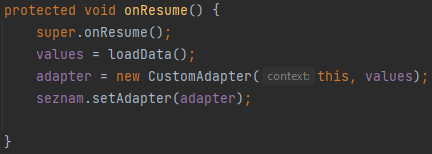 protected void onResume() {
    super.onResume();
    values = loadData();
    adapter = new CustomAdapter( context: this, values);
    seznam.setAdapter(adapter);
}